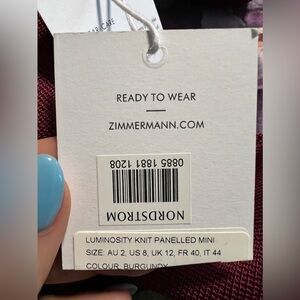 READY TO WEAR
ZIMMERMANN.COM
0885 1881 1208
NORDSTROM
LUMINOSITY KNIT PANELLED MINI
SIZE: AU 2, US 8, UK 12, FR 40, IT 44
COLOUR: BURGUNDY